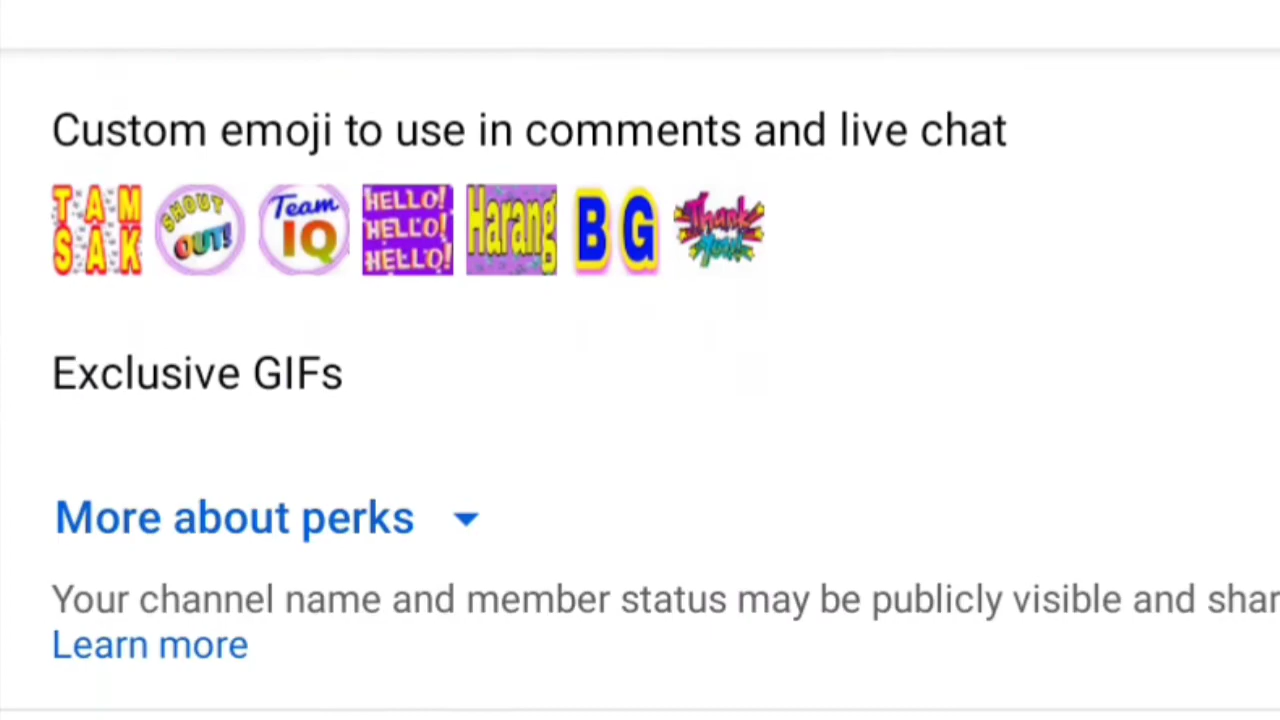 Custom emoji to use in comments and live chat
TAM SAK SHOUT OUT! Team IQ HELLO! HELLO! HELLO! Harang BG Thank You!
Exclusive GIFs
More about perks
Your channel name and member status may be publicly visible and shar
Learn more